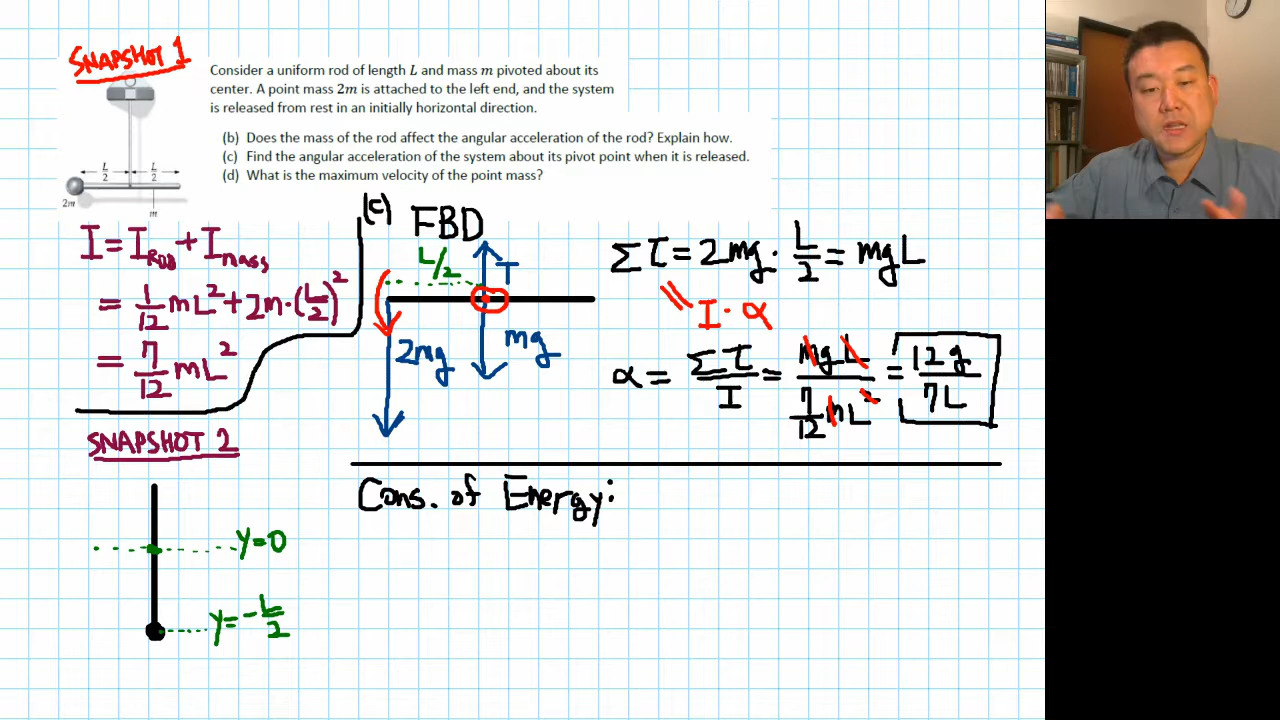 SNAPSHOT 1
Consider a uniform rod of length L and mass m pivoted about its
center. A point mass 2m is attached to the left end, and the system
is released from rest in an initially horizontal direction.
(b) Does the mass of the rod affect the angular acceleration of the rod? Explain how.
(c) Find the angular acceleration of the system about its pivot point when it is released.
(d) What is the maximum velocity of the point mass?
L/2 L/2
2m
m
I = I_ROD + I_mass
= 1/12 mL² + 2m·(L/2)²
= 7/12 mL²
(c) FBD
L/2
T
2mg
mg
Στ = 2mg · L/2 = mgL
I · α
α = Στ/I = mgL / (7/12 mL²) = 12g/7L
SNAPSHOT 2
y=0
y=-L/2
Cons. of Energy: